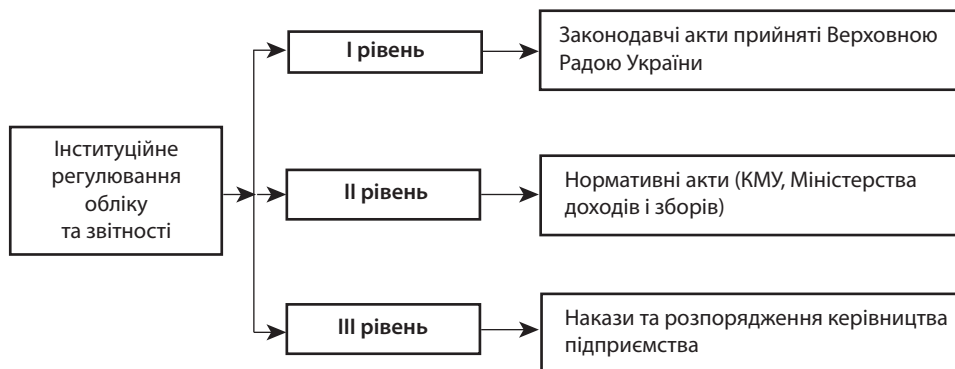 Інституційне
регулювання
обліку
та звітності
I рівень
Законодавчі акти прийняті Верховною
Радою України
II рівень
Нормативні акти (КМУ, Міністерства
доходів і зборів)
III рівень
Накази та розпорядження керівництва
підприємства